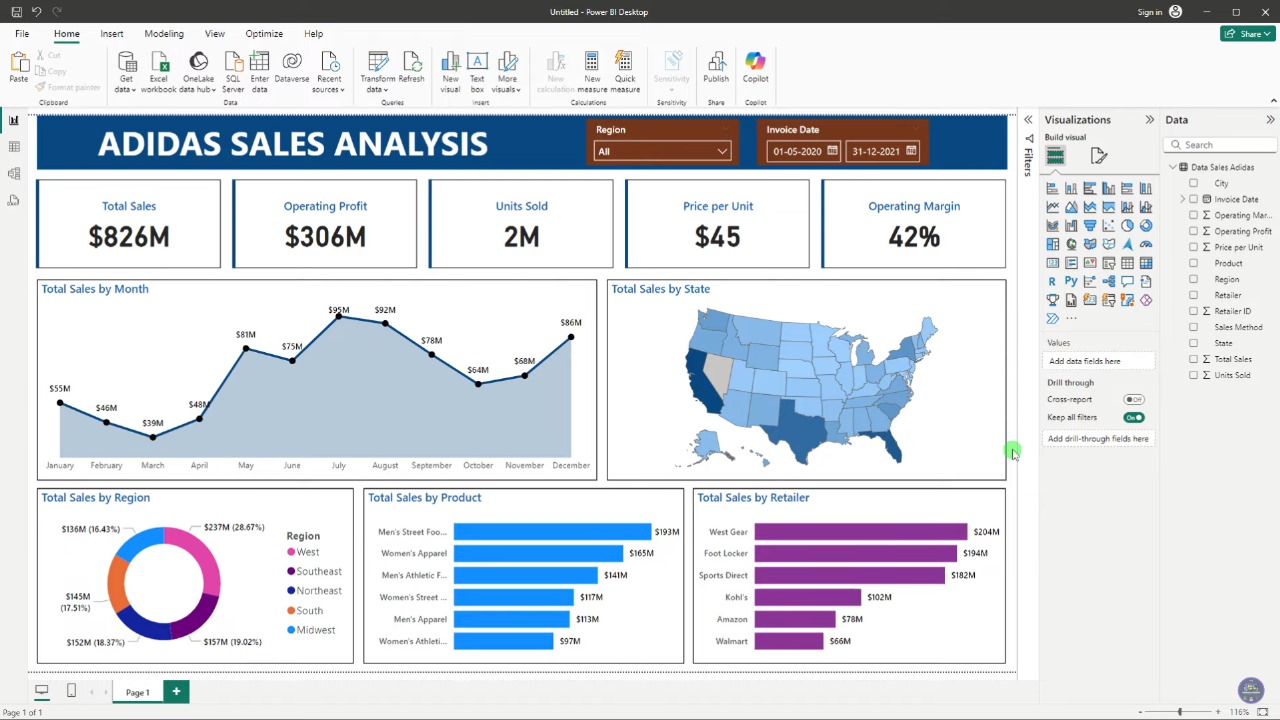 Untitled - Power BI Desktop
Sign in
File Home Insert Modeling View Optimize Help
Share
Paste
Cut
Copy
Format painter
Clipboard
Get data
Excel workbook
OneLake data hub
SQL Server
Enter data
Dataverse
Recent sources
Data
Transform data
Refresh
Queries
New visual
Text box
More visuals
Insert
New calculation
New measure
Quick measure
Calculations
Sensitivity
Sensitivity
Publish
Share
Copilot
Copilot
ADIDAS SALES ANALYSIS
Region
All
Invoice Date
01-05-2020
31-12-2021
Total Sales
$826M
Operating Profit
$306M
Units Sold
2M
Price per Unit
$45
Operating Margin
42%
Total Sales by Month
$55M
$46M
$39M
$48M
$81M
$75M
$95M
$92M
$78M
$64M
$68M
$86M
January February March April May June July August September October November December
Total Sales by State
Total Sales by Region
$136M (16.43%)
$237M (28.67%)
$145M
(17.51%)
$152M (18.37%)
$157M (19.02%)
Region
West
Southeast
Northeast
South
Midwest
Total Sales by Product
Men's Street Foo... $193M
Women's Apparel $165M
Men's Athletic F... $141M
Women's Street ... $117M
Men's Apparel $113M
Women's Athleti... $97M
Total Sales by Retailer
West Gear $204M
Foot Locker $194M
Sports Direct $182M
Kohl's $102M
Amazon $78M
Walmart $66M
Filters
Visualizations
Build visual
R Py
Values
Add data fields here
Drill through
Cross-report Off
Keep all filters On
Add drill-through fields here
Data
Search
Data Sales Adidas
City
Invoice Date
Operating Mar...
Operating Profit
Price per Unit
Product
Region
Retailer
Retailer ID
Sales Method
State
Total Sales
Units Sold
Page 1
Page 1 of 1
116%